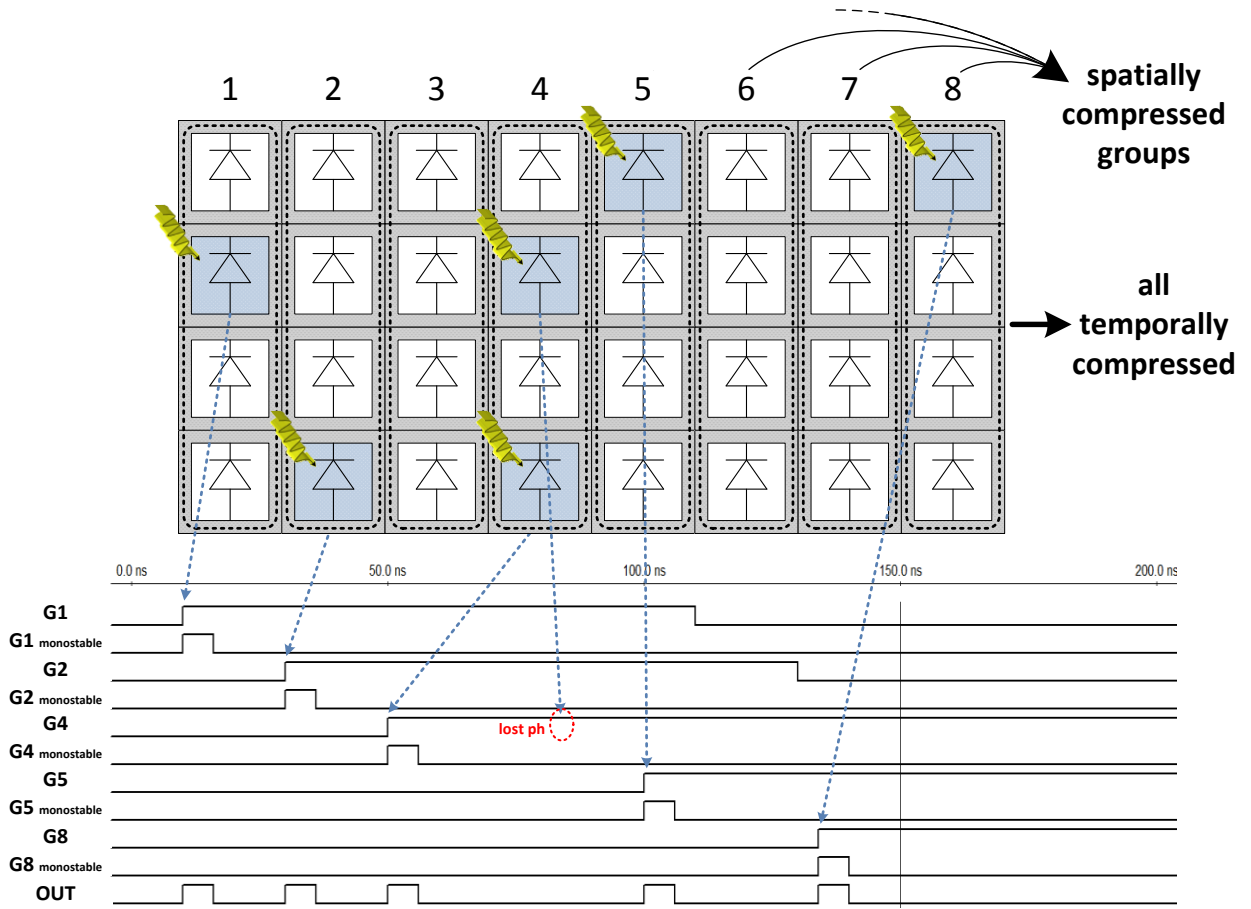 1 2 3 4 5 6 7 8
spatially
compressed
groups
all
temporally
compressed
0.0 ns 50.0 ns 100.0 ns 150.0 ns 200.0 ns
G1
G1 monostable
G2
G2 monostable
G4 lost ph
G4 monostable
G5
G5 monostable
G8
G8 monostable
OUT